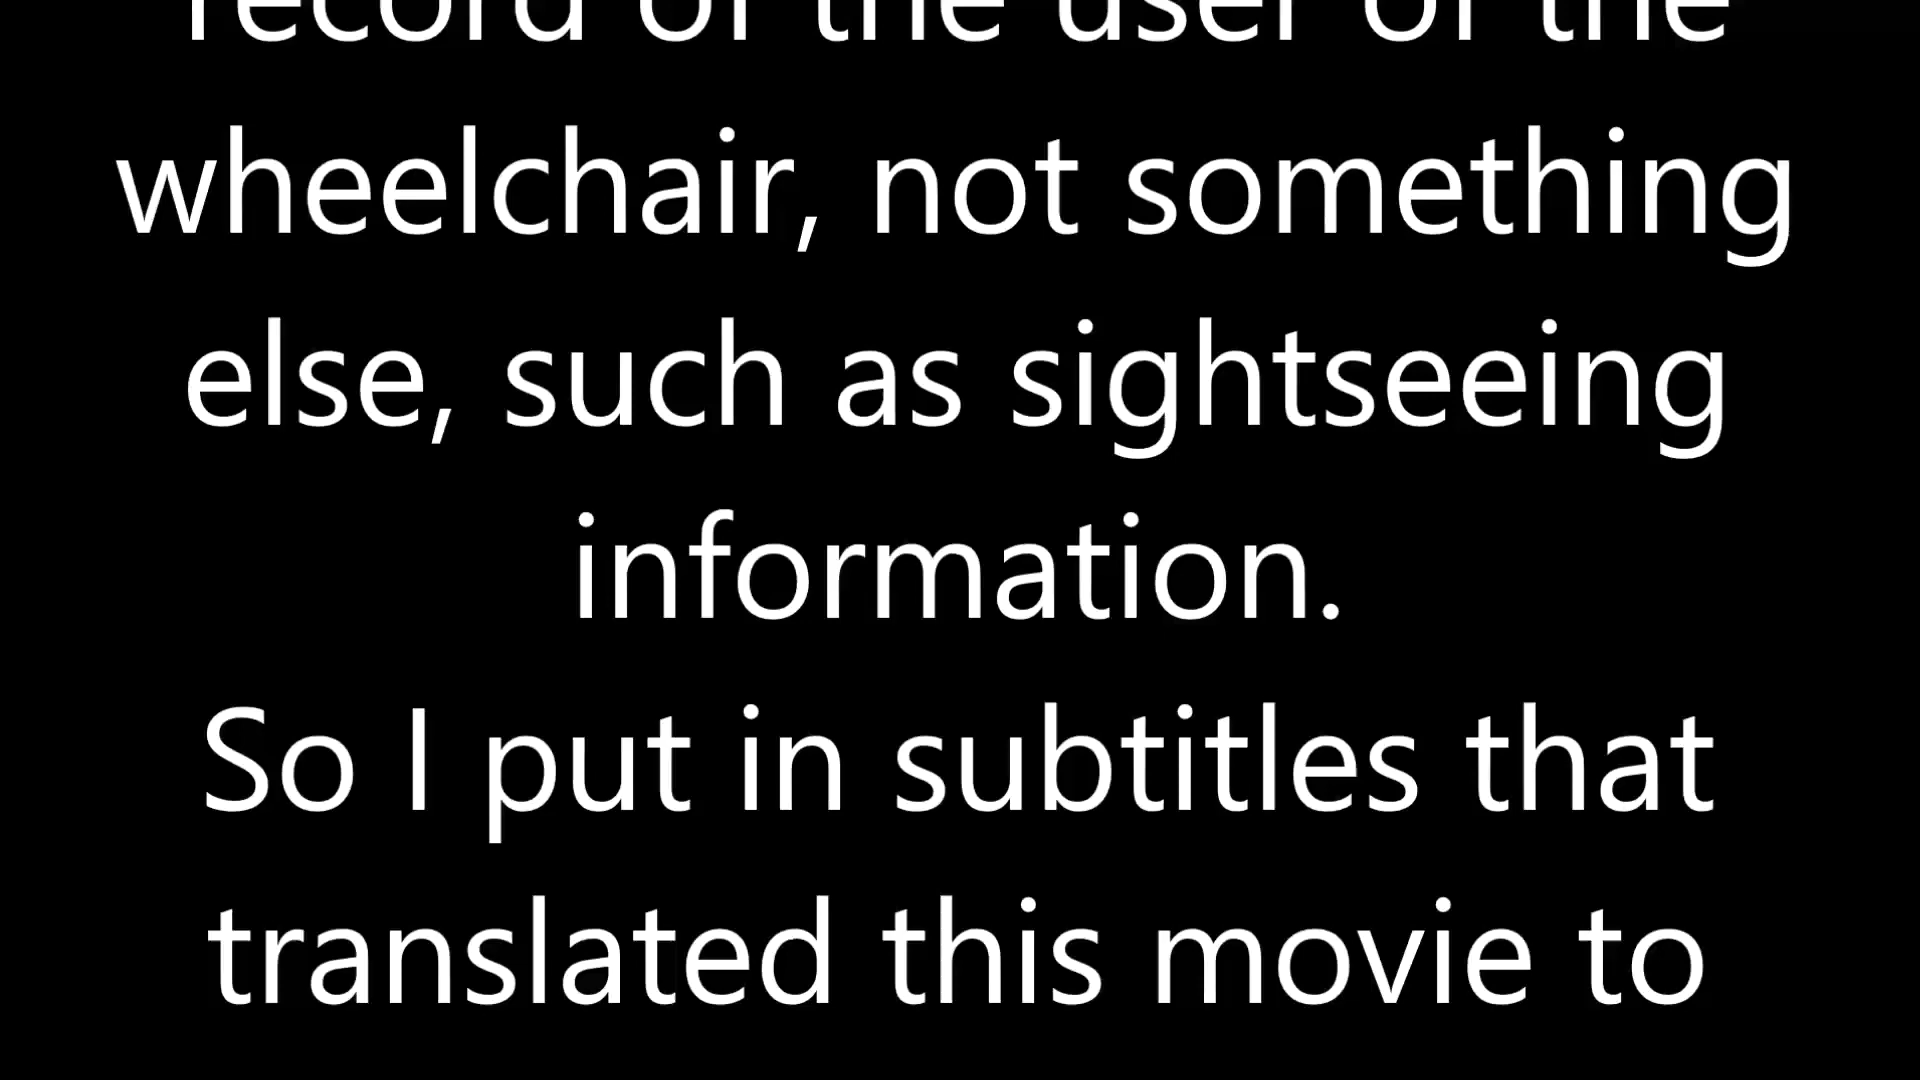 record of the user of the
wheelchair, not something
else, such as sightseeing
information.
So I put in subtitles that
translated this movie to